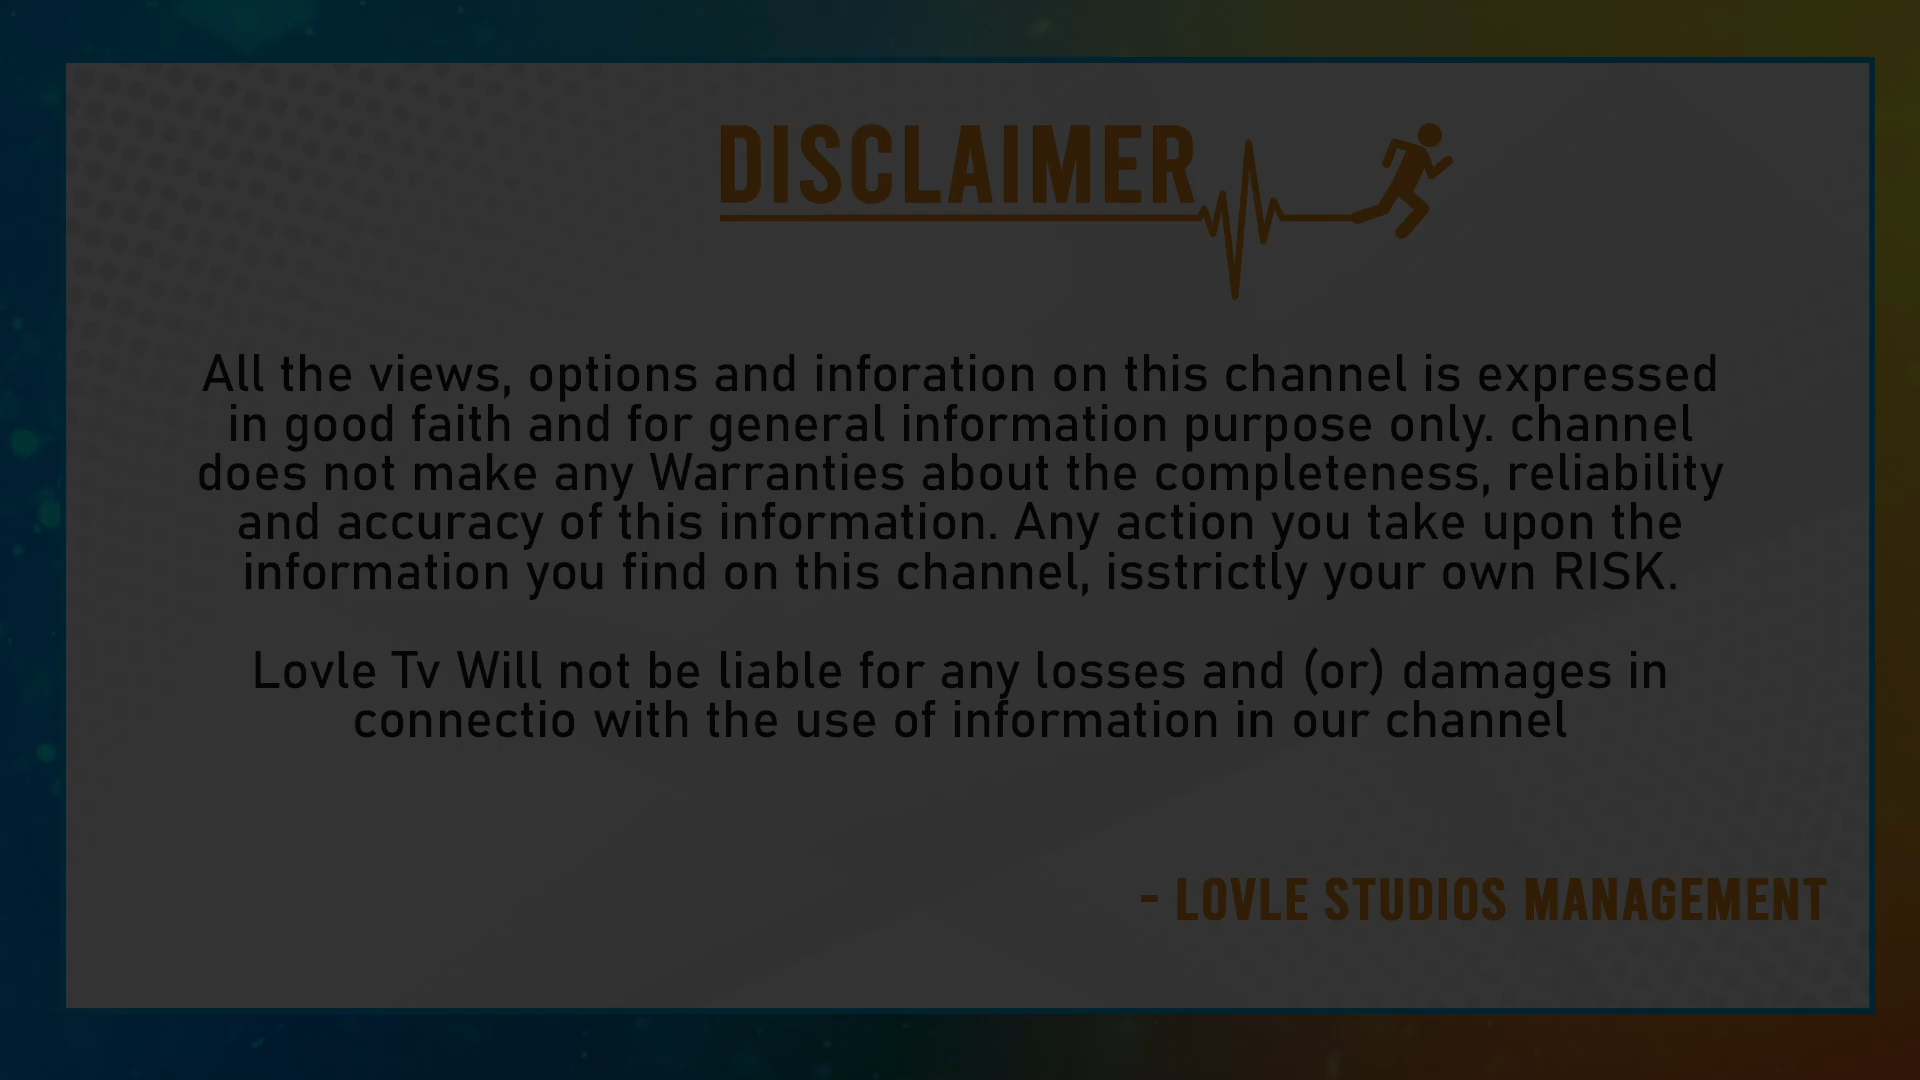 DISCLAIMER
All the views, options and inforation on this channel is expressed
in good faith and for general information purpose only. channel
does not make any Warranties about the completeness, reliability
and accuracy of this information. Any action you take upon the
information you find on this channel, isstrictly your own RISK.
Lovle Tv Will not be liable for any losses and (or) damages in
connectio with the use of information in our channel
- LOVLE STUDIOS MANAGEMENT